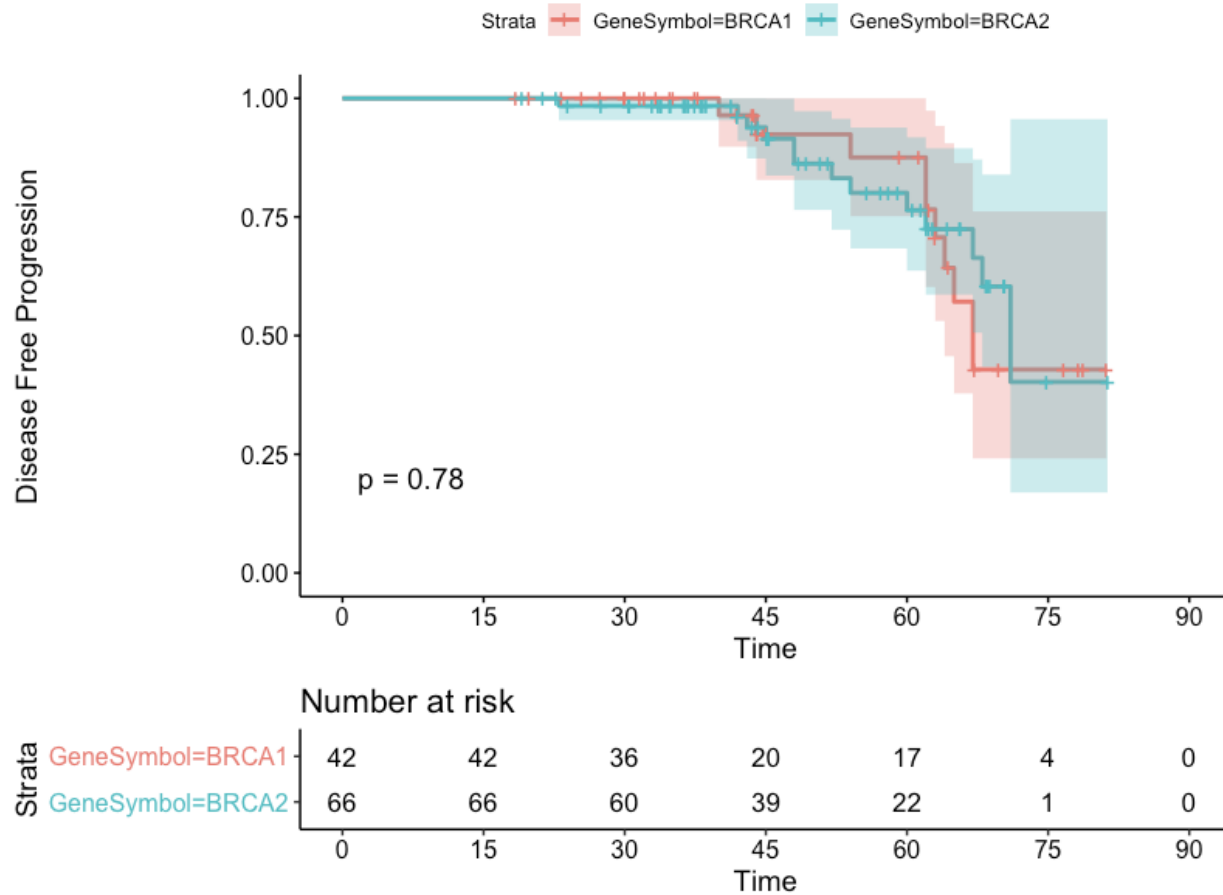 Strata GeneSymbol=BRCA1 GeneSymbol=BRCA2
Disease Free Progression
1.00
0.75
0.50
0.25
0.00
p = 0.78
0 15 30 45 60 75 90
Time
Number at risk
Strata
GeneSymbol=BRCA1 42 42 36 20 17 4 0
GeneSymbol=BRCA2 66 66 60 39 22 1 0
0 15 30 45 60 75 90
Time